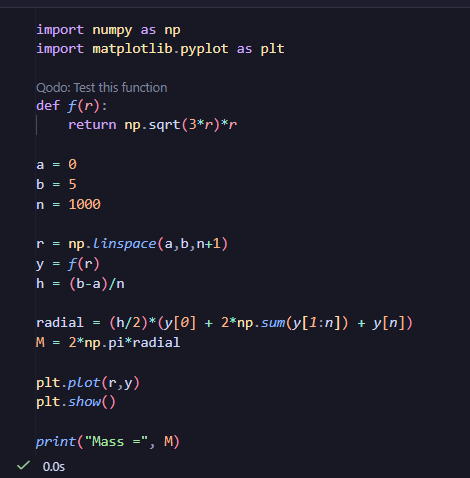 import numpy as np
import matplotlib.pyplot as plt
Qodo: Test this function
def f(r):
    return np.sqrt(3*r)*r
a = 0
b = 5
n = 1000
r = np.linspace(a,b,n+1)
y = f(r)
h = (b-a)/n
radial = (h/2)*(y[0] + 2*np.sum(y[1:n]) + y[n])
M = 2*np.pi*radial
plt.plot(r,y)
plt.show()
print("Mass =", M)
0.0s